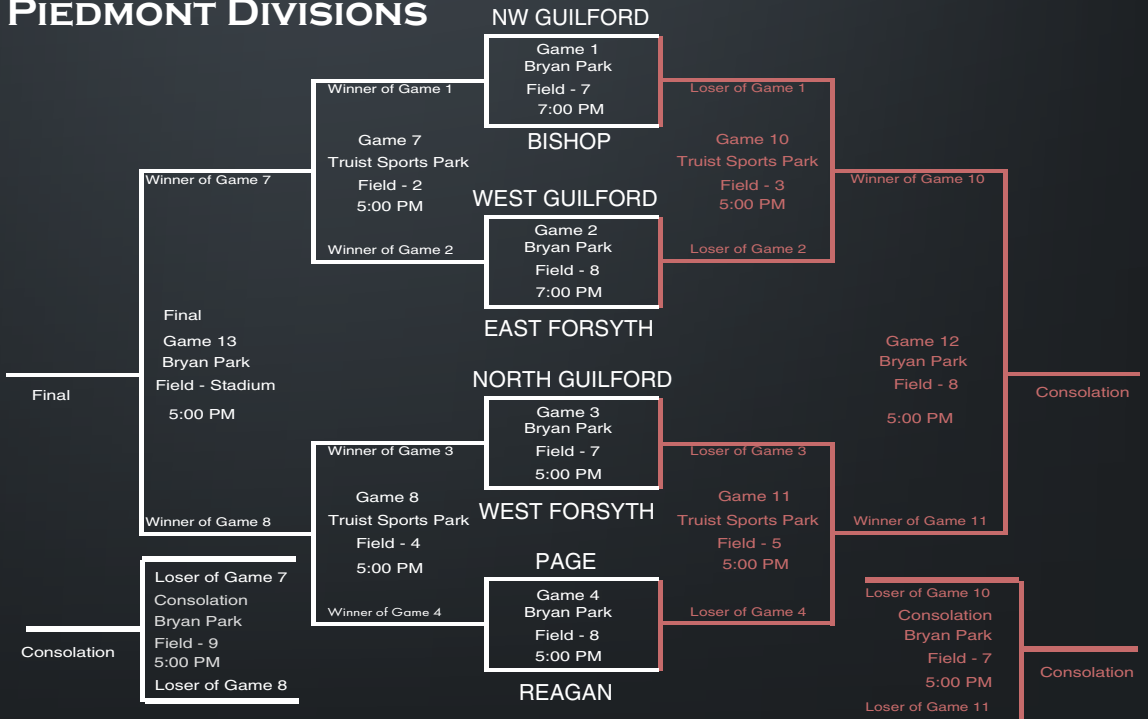 PIEDMONT DIVISIONS
NW GUILFORD
Game 1
Bryan Park
Field - 7
7:00 PM
BISHOP
Winner of Game 1
Game 7
Truist Sports Park
Field - 2
5:00 PM
Winner of Game 2
Loser of Game 1
Game 10
Truist Sports Park
Field - 3
5:00 PM
Loser of Game 2
WEST GUILFORD
Game 2
Bryan Park
Field - 8
7:00 PM
EAST FORSYTH
Winner of Game 7
Final
Game 13
Bryan Park
Field - Stadium
5:00 PM
Final
Winner of Game 8
Winner of Game 10
Game 12
Bryan Park
Field - 8
5:00 PM
Consolation
Winner of Game 11
NORTH GUILFORD
Game 3
Bryan Park
Field - 7
5:00 PM
WEST FORSYTH
Winner of Game 3
Game 8
Truist Sports Park
Field - 4
5:00 PM
Winner of Game 4
Loser of Game 3
Game 11
Truist Sports Park
Field - 5
5:00 PM
Loser of Game 4
PAGE
Game 4
Bryan Park
Field - 8
5:00 PM
REAGAN
Loser of Game 7
Consolation
Bryan Park
Field - 9
5:00 PM
Loser of Game 8
Consolation
Loser of Game 10
Consolation
Bryan Park
Field - 7
5:00 PM
Loser of Game 11
Consolation